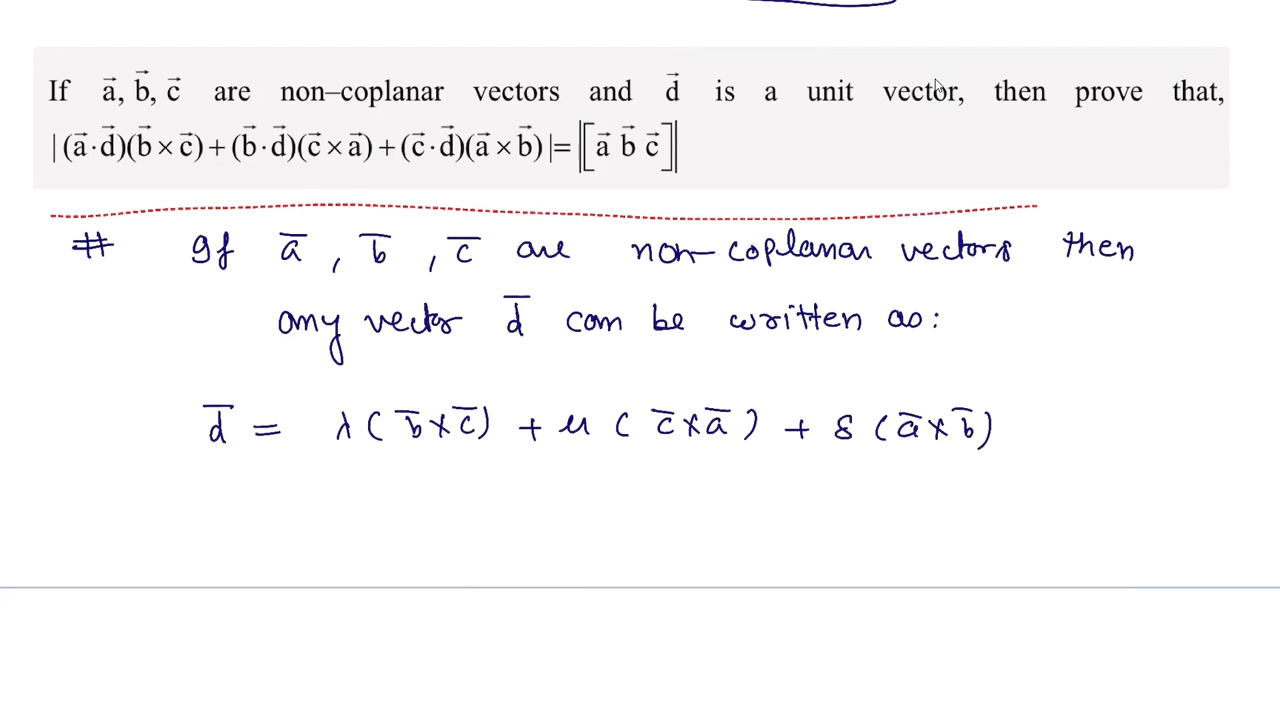 If a⃗, b⃗, c⃗ are non–coplanar vectors and d⃗ is a unit vector, then prove that,
|(a⃗·d⃗)(b⃗×c⃗)+(b⃗·d⃗)(c⃗×a⃗)+(c⃗·d⃗)(a⃗×b⃗)|=|[a⃗ b⃗ c⃗]|
# If a̅, b̅, c̅ are non-coplanar vectors then
any vector d̅ can be written as:
d̅ = λ(b̅×c̅) + μ(c̅×a̅) + δ(a̅×b̅)